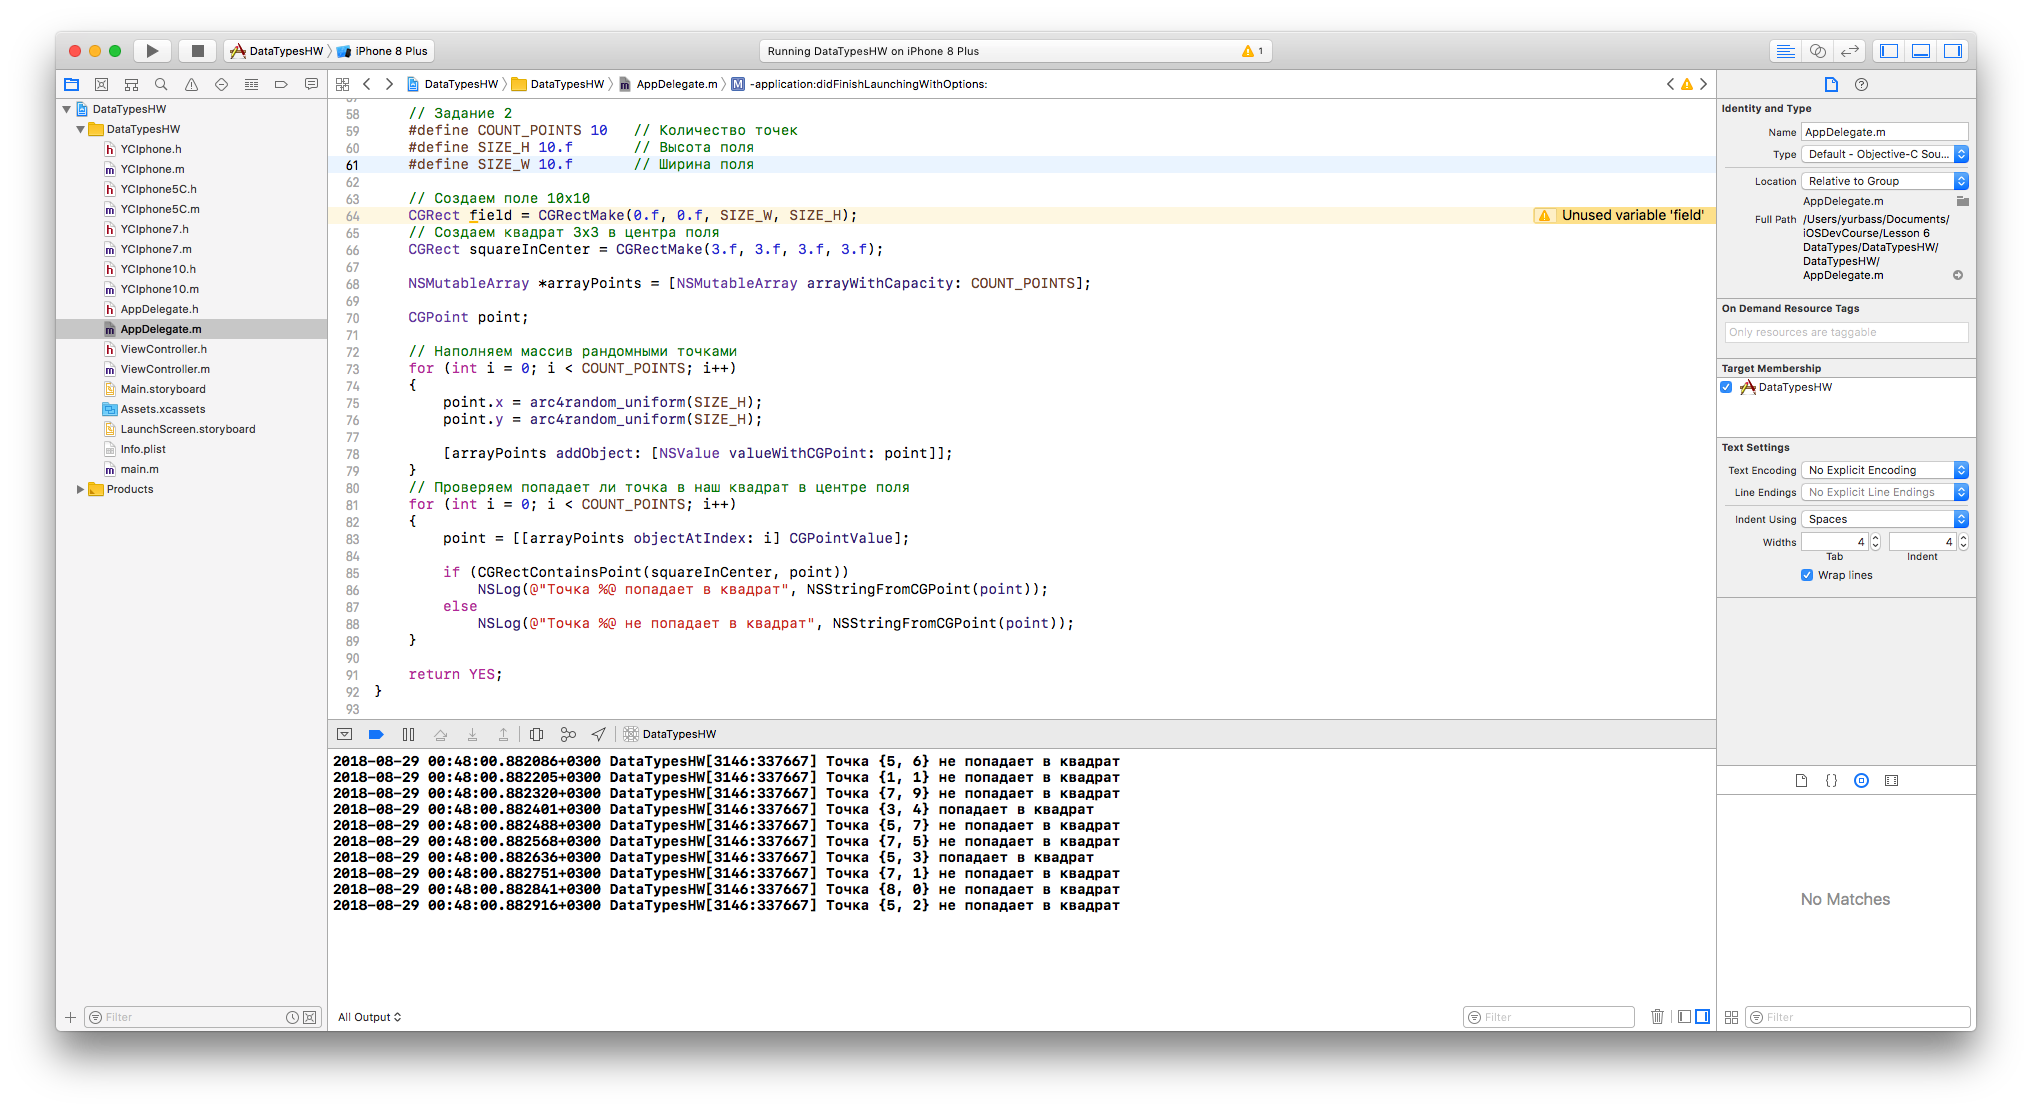 DataTypesHW
iPhone 8 Plus
Running DataTypesHW on iPhone 8 Plus
1
DataTypesHW
DataTypesHW
YCIphone.h
YCIphone.m
YCIphone5C.h
YCIphone5C.m
YCIphone7.h
YCIphone7.m
YCIphone10.h
YCIphone10.m
AppDelegate.h
AppDelegate.m
ViewController.h
ViewController.m
Main.storyboard
Assets.xcassets
LaunchScreen.storyboard
Info.plist
main.m
Products
Filter
DataTypesHW
DataTypesHW
AppDelegate.m
M -application:didFinishLaunchingWithOptions:
58 // Задание 2
59 #define COUNT_POINTS 10 // Количество точек
60 #define SIZE_H 10.f // Высота поля
61 #define SIZE_W 10.f // Ширина поля
62
63 // Создаем поле 10x10
64 CGRect field = CGRectMake(0.f, 0.f, SIZE_W, SIZE_H); Unused variable 'field'
65 // Создаем квадрат 3x3 в центра поля
66 CGRect squareInCenter = CGRectMake(3.f, 3.f, 3.f, 3.f);
67
68 NSMutableArray *arrayPoints = [NSMutableArray arrayWithCapacity: COUNT_POINTS];
69
70 CGPoint point;
71
72 // Наполняем массив рандомными точками
73 for (int i = 0; i < COUNT_POINTS; i++)
74 {
75 point.x = arc4random_uniform(SIZE_H);
76 point.y = arc4random_uniform(SIZE_H);
77
78 [arrayPoints addObject: [NSValue valueWithCGPoint: point]];
79 }
80 // Проверяем попадает ли точка в наш квадрат в центре поля
81 for (int i = 0; i < COUNT_POINTS; i++)
82 {
83 point = [[arrayPoints objectAtIndex: i] CGPointValue];
84
85 if (CGRectContainsPoint(squareInCenter, point))
86 NSLog(@"Точка %@ попадает в квадрат", NSStringFromCGPoint(point));
87 else
88 NSLog(@"Точка %@ не попадает в квадрат", NSStringFromCGPoint(point));
89 }
90
91 return YES;
92 }
93
DataTypesHW
2018-08-29 00:48:00.882086+0300 DataTypesHW[3146:337667] Точка {5, 6} не попадает в квадрат
2018-08-29 00:48:00.882205+0300 DataTypesHW[3146:337667] Точка {1, 1} не попадает в квадрат
2018-08-29 00:48:00.882320+0300 DataTypesHW[3146:337667] Точка {7, 9} не попадает в квадрат
2018-08-29 00:48:00.882401+0300 DataTypesHW[3146:337667] Точка {3, 4} попадает в квадрат
2018-08-29 00:48:00.882488+0300 DataTypesHW[3146:337667] Точка {5, 7} не попадает в квадрат
2018-08-29 00:48:00.882568+0300 DataTypesHW[3146:337667] Точка {7, 5} не попадает в квадрат
2018-08-29 00:48:00.882636+0300 DataTypesHW[3146:337667] Точка {5, 3} попадает в квадрат
2018-08-29 00:48:00.882751+0300 DataTypesHW[3146:337667] Точка {7, 1} не попадает в квадрат
2018-08-29 00:48:00.882841+0300 DataTypesHW[3146:337667] Точка {8, 0} не попадает в квадрат
2018-08-29 00:48:00.882916+0300 DataTypesHW[3146:337667] Точка {5, 2} не попадает в квадрат
All Output
Filter
Identity and Type
Name AppDelegate.m
Type Default - Objective-C Sou...
Location Relative to Group
AppDelegate.m
Full Path /Users/yurbass/Documents/
iOSDevCourse/Lesson 6
DataTypes/DataTypesHW/
DataTypesHW/
AppDelegate.m
On Demand Resource Tags
Only resources are taggable
Target Membership
DataTypesHW
Text Settings
Text Encoding No Explicit Encoding
Line Endings No Explicit Line Endings
Indent Using Spaces
Widths 4 4
Tab Indent
Wrap lines
No Matches
Filter